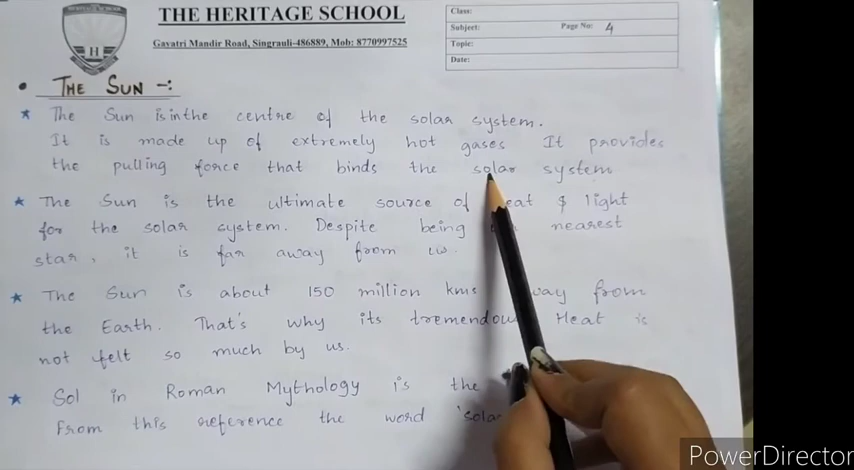 THE HERITAGE SCHOOL
Gayatri Mandir Road, Singrauli-486889, Mob: 8770997525
Class:
Subject: Page No: 4
Topic:
Date:
H
• THE SUN -:
★ The Sun is in the centre of the solar system.
It is made up of extremely hot gases It provides
the pulling force that binds the solar system
★ The Sun is the ultimate source of eat & light
for the solar system. Despite being nearest
star, it is far away from us.
★ The Sun is about 150 million kms way from
the Earth. That's why its tremendou Heat is
not felt so much by us.
★ Sol in Roman Mythology is the
From this reference the word 'solar
PowerDirector